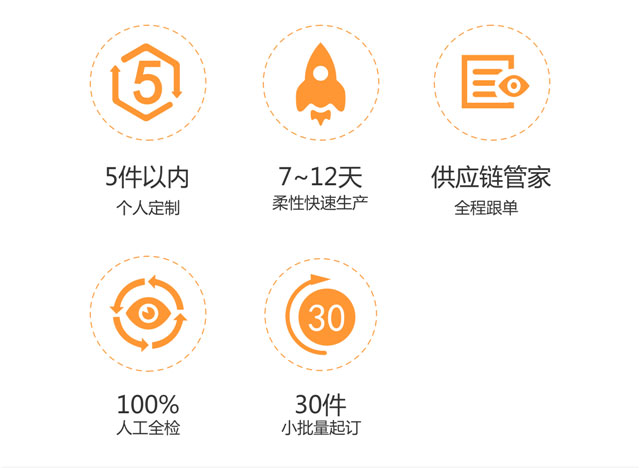 5
5件以内
个人定制
7~12天
柔性快速生产
供应链管家
全程跟单
100%
人工全检
30
30件
小批量起订